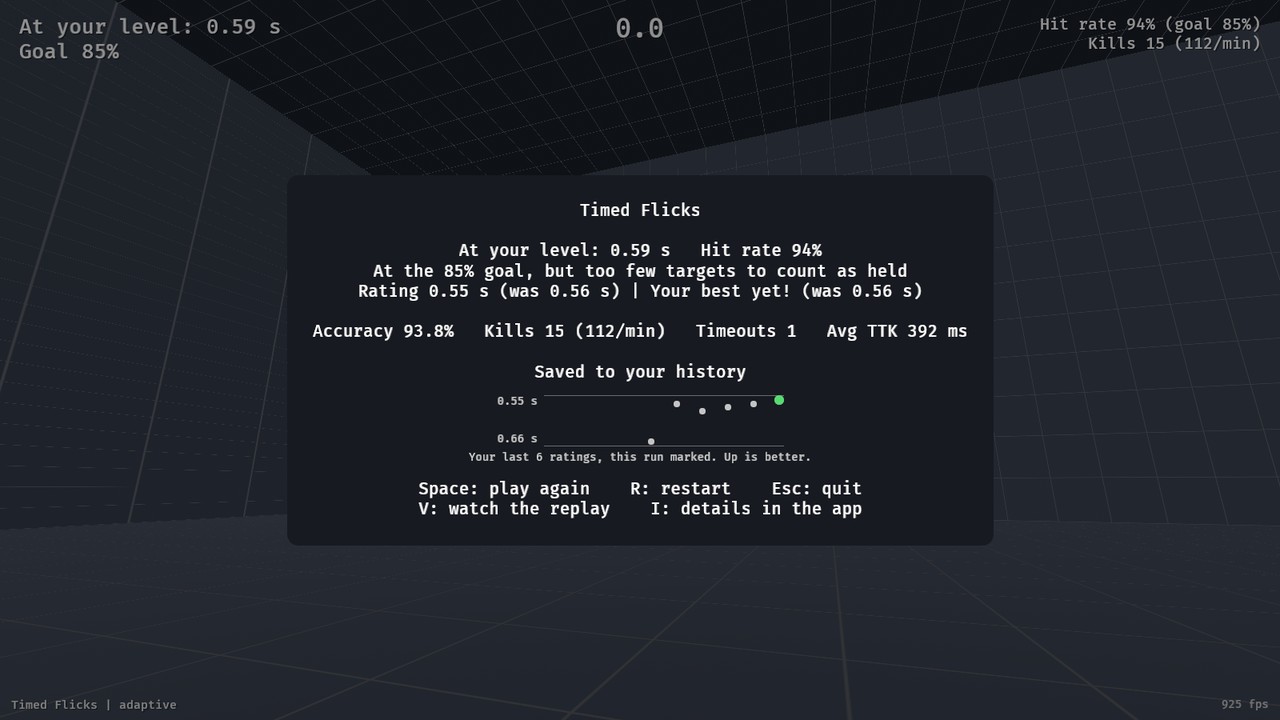 At your level: 0.59 s
Goal 85%
0.0
Hit rate 94% (goal 85%)
Kills 15 (112/min)
Timed Flicks
At your level: 0.59 s   Hit rate 94%
At the 85% goal, but too few targets to count as held
Rating 0.55 s (was 0.56 s) | Your best yet! (was 0.56 s)
Accuracy 93.8%   Kills 15 (112/min)   Timeouts 1   Avg TTK 392 ms
Saved to your history
0.55 s
0.66 s
Your last 6 ratings, this run marked. Up is better.
Space: play again    R: restart    Esc: quit
V: watch the replay    I: details in the app
Timed Flicks | adaptive
925 fps